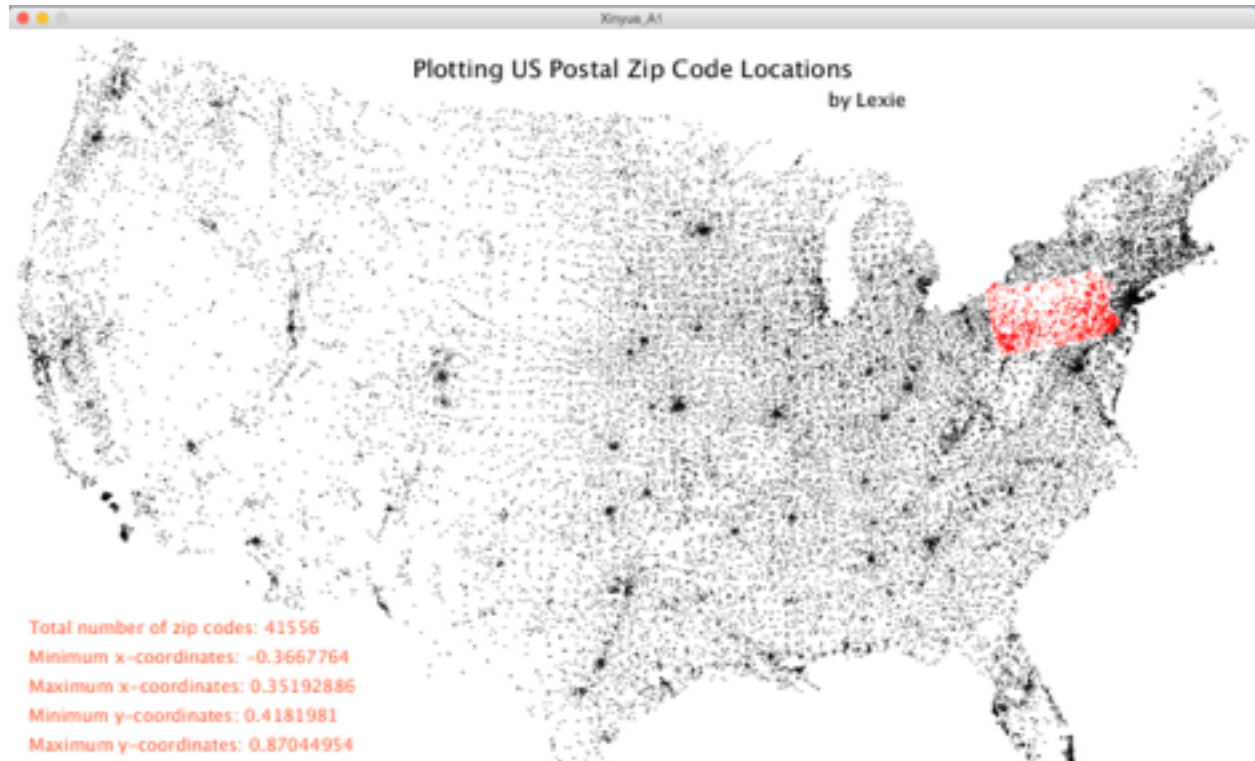 Xinyue_A1
Plotting US Postal Zip Code Locations
by Lexie
Total number of zip codes: 41556
Minimum x-coordinates: -0.3667764
Maximum x-coordinates: 0.35192886
Minimum y-coordinates: 0.4181981
Maximum y-coordinates: 0.87044954